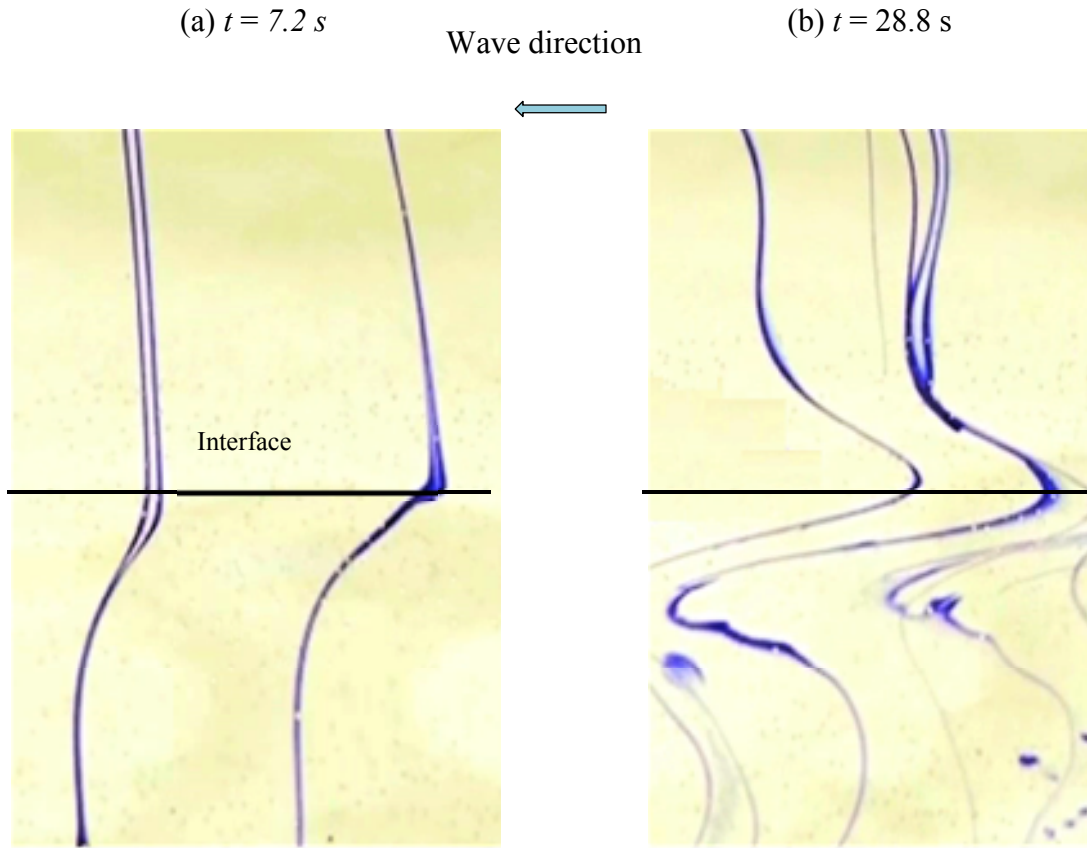 (a) t = 7.2 s
Wave direction
(b) t = 28.8 s
Interface